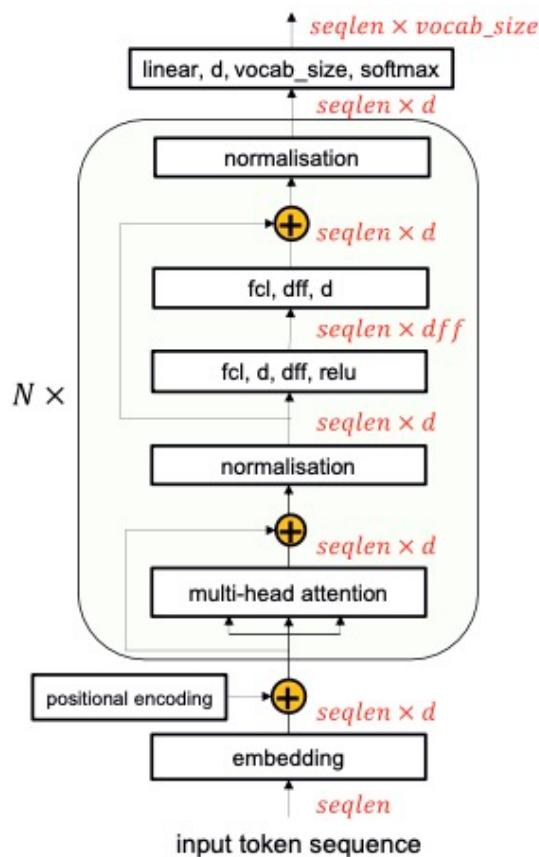 seqlen × vocab_size
linear, d, vocab_size, softmax
seqlen × d
normalisation
+
seqlen × d
fcl, dff, d
seqlen × dff
fcl, d, dff, relu
N ×
seqlen × d
normalisation
+
seqlen × d
multi-head attention
positional encoding
+
seqlen × d
embedding
seqlen
input token sequence